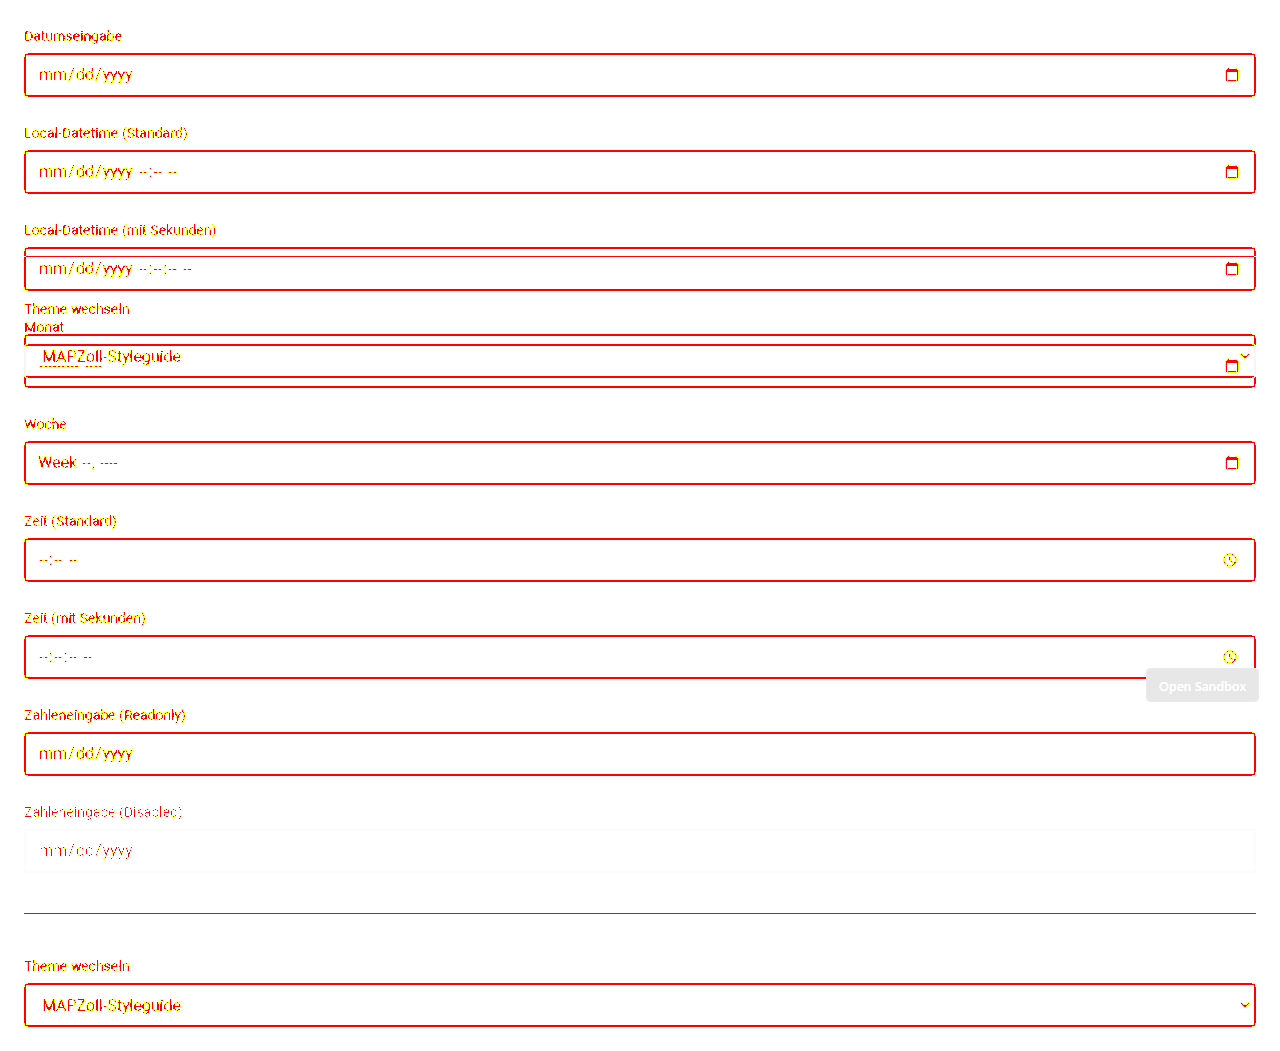 Datumseingabe
mm/dd/yyyy
Local-Datetime (Standard)
mm/dd/yyyy --:-- --
Local-Datetime (mit Sekunden)
mm/dd/yyyy --:--:-- --
Theme wechseln
Monat
MAPZoll-Styleguide
--------- ----
Woche
Week --, ----
Zeit (Standard)
--:-- --
Zeit (mit Sekunden)
--:--:-- --
Open Sandbox
Zahleneingabe (Readonly)
mm/dd/yyyy
Zahleneingabe (Disabled)
mm/dd/yyyy
Theme wechseln
MAPZoll-Styleguide